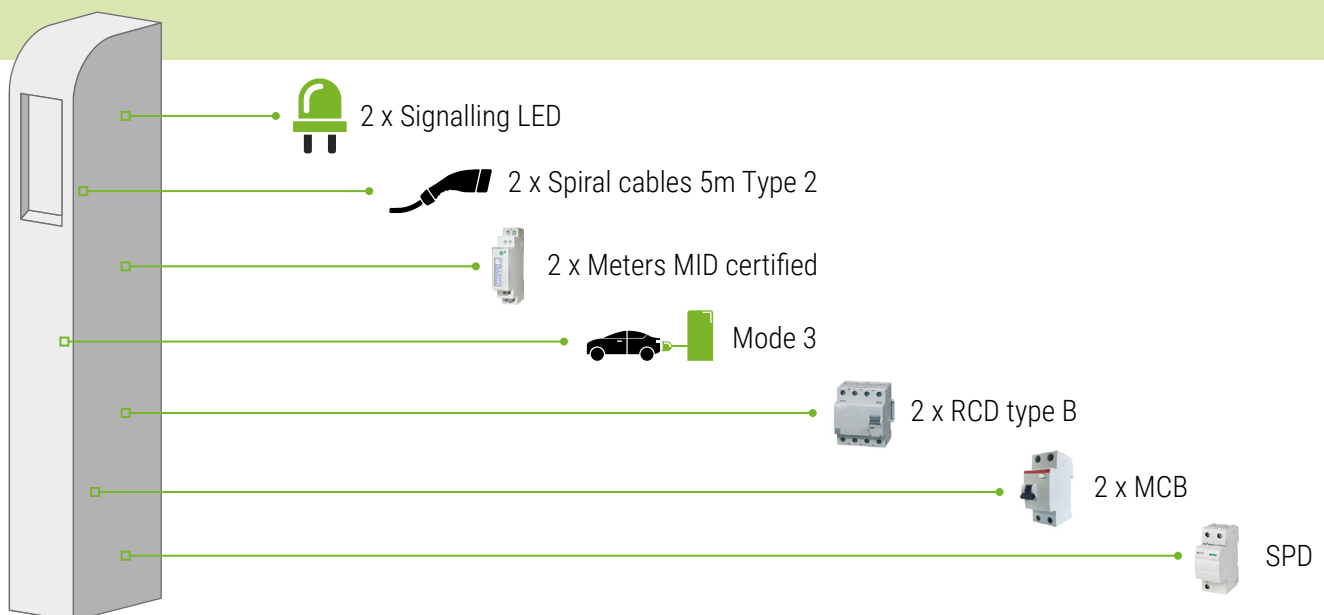 2 x Signalling LED
2 x Spiral cables 5m Type 2
2 x Meters MID certified
Mode 3
2 x RCD type B
2 x MCB
SPD